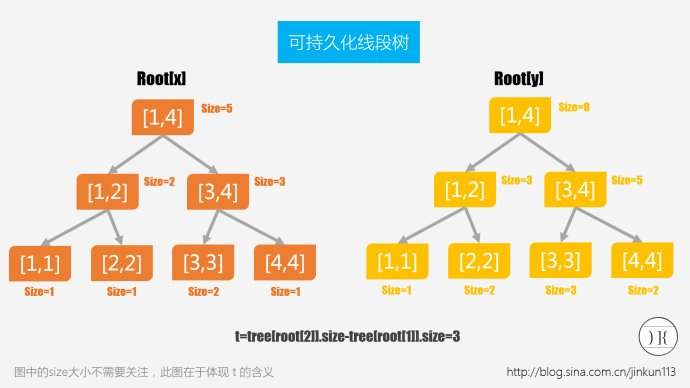 可持久化线段树
Root[x]
Root[y]
[1,4] Size=5
[1,4] Size=8
[1,2] Size=2 [3,4] Size=3
[1,2] Size=3 [3,4] Size=5
[1,1] [2,2] [3,3] [4,4]
[1,1] [2,2] [3,3] [4,4]
Size=1 Size=1 Size=2 Size=1
Size=1 Size=2 Size=3 Size=2
t=tree[root[2]].size-tree[root[1]].size=3
)](
图中的size大小不需要关注，此图在于体现 t 的含义
http://blog.sina.com.cn/jinkun113